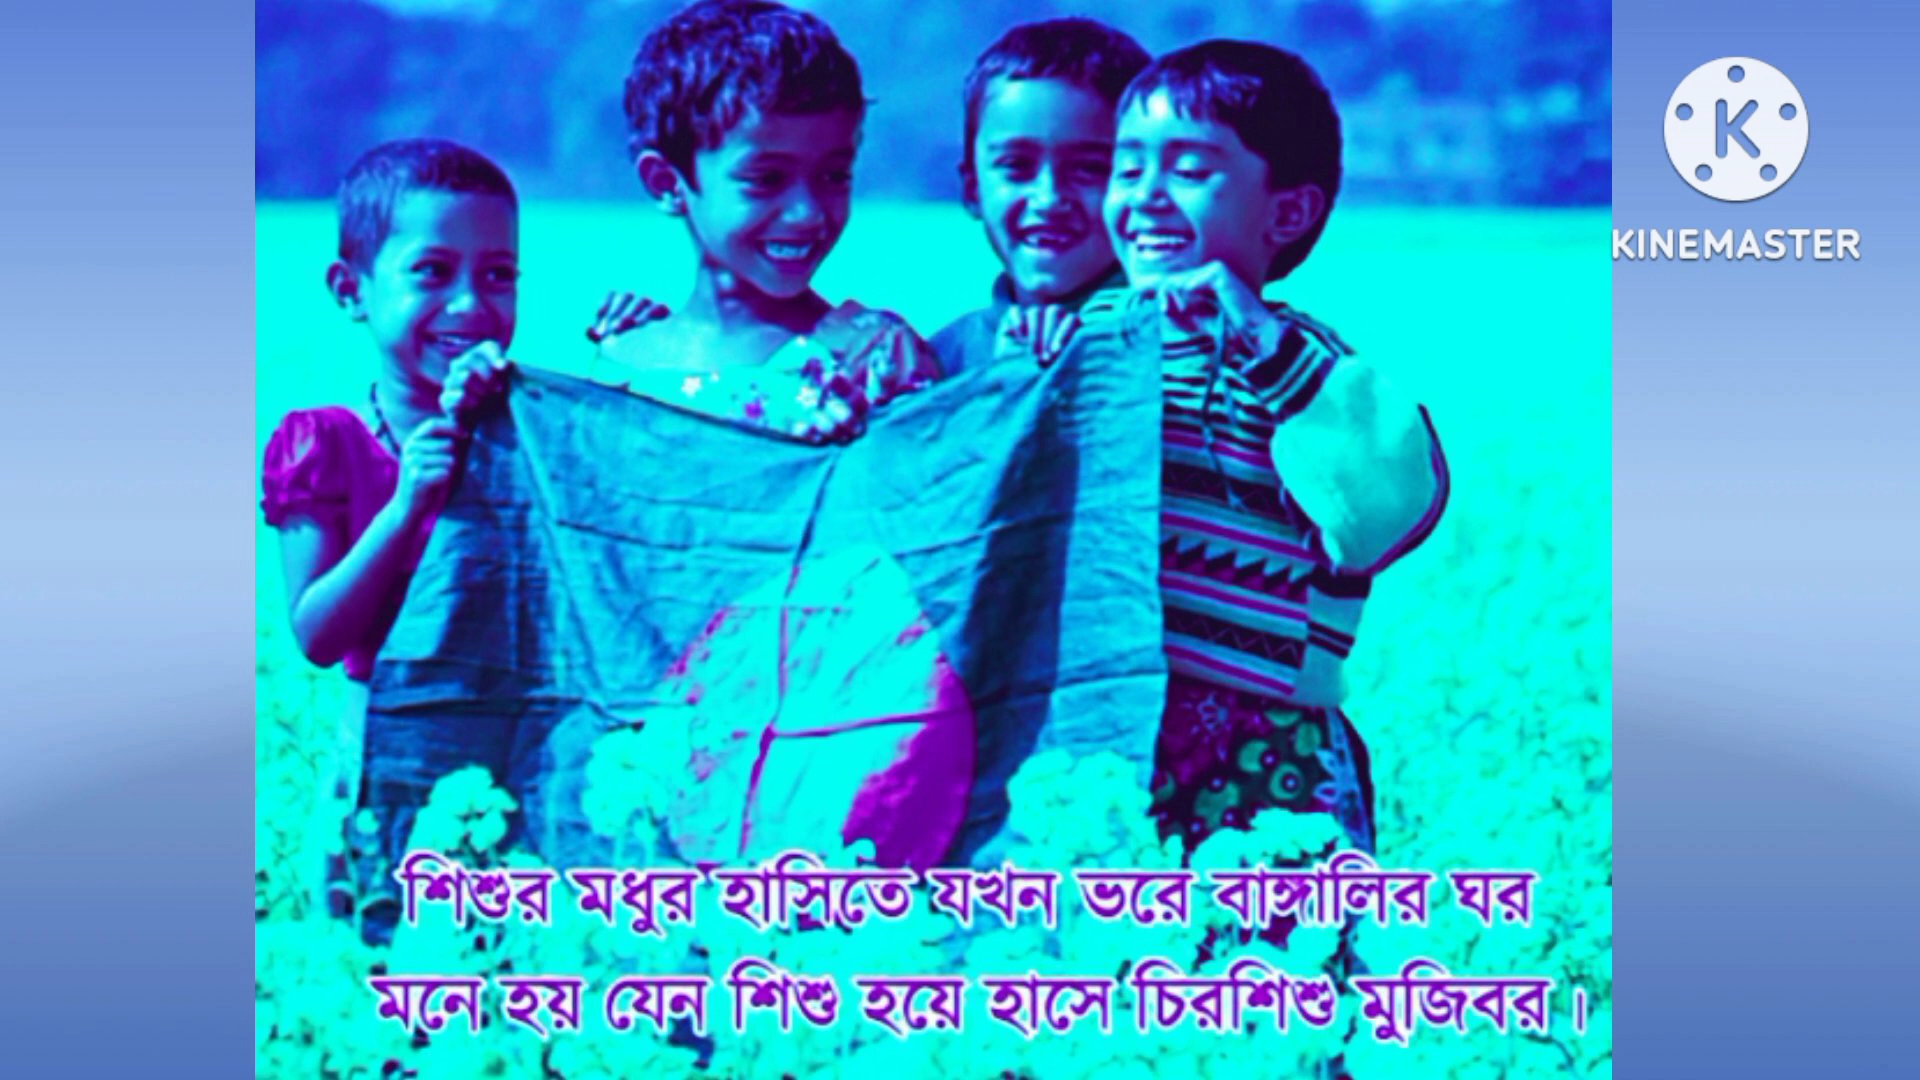 K
KINEMASTER
শিশুর মধুর হাসিতে যখন ভরে বাঙ্গালির ঘর
মনে হয় যেন শিশু হয়ে হাসে চিরশিশু মুজিবর।